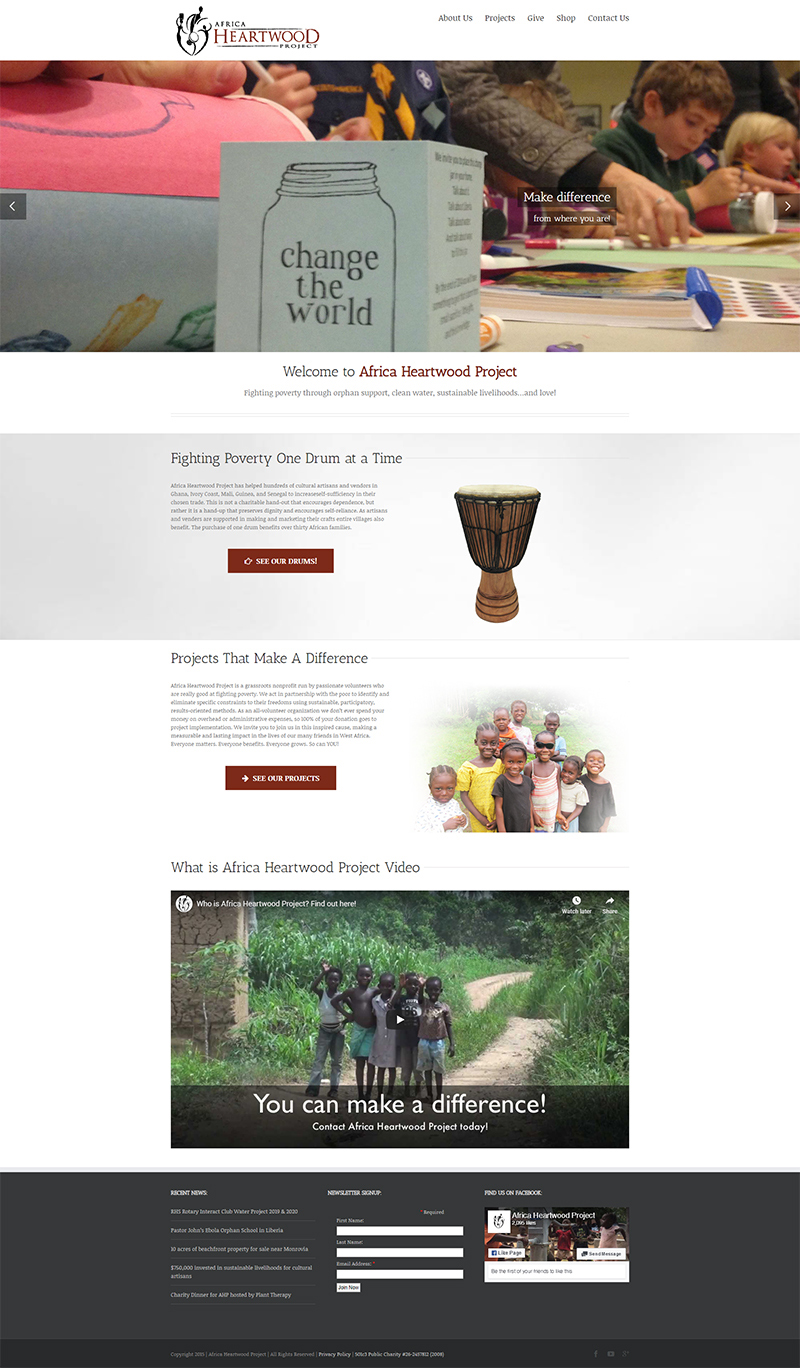 AFRICA
HEARTWOOD
PROJECT
About Us Projects Give Shop Contact Us
change
the
world
Make difference
from where you are!
Welcome to Africa Heartwood Project
Fighting poverty through orphan support, clean water, sustainable livelihoods...and love!
Fighting Poverty One Drum at a Time
Africa Heartwood Project has helped hundreds of cultural artisans and vendors in
Ghana, Ivory Coast, Mali, Guinea, and Senegal to increaseself-sufficiency in their
chosen trade. This is not a charitable hand-out that encourages dependence, but
rather it is a hand-up that preserves dignity and encourages self-reliance. As artisans
and vendors are supported in making and marketing their crafts entire villages also
benefit. The purchase of one drum benefits over thirty African families.
SEE OUR DRUMS!
Projects That Make A Difference
Africa Heartwood Project is a grassroots nonprofit run by passionate volunteers who
are really good at fighting poverty. We act in partnership with the poor to identify and
eliminate specific constraints to their freedoms using sustainable, participatory,
results-oriented methods. As an all-volunteer organization we don't ever spend your
money on overhead or administrative expenses, so 100% of your donation goes to
project implementation. We invite you to join us in this inspired cause, making a
measurable and lasting impact in the lives of our many friends in West Africa.
Everyone matters. Everyone benefits. Everyone grows. So can YOU!
SEE OUR PROJECTS
What is Africa Heartwood Project Video
Who is Africa Heartwood Project? Find out here!
Watch later Share
You can make a difference!
Contact Africa Heartwood Project today!
RECENT NEWS:
RHS Rotary Interact Club Water Project 2019 & 2020
Pastor John's Ebola Orphan School in Liberia
10 acres of beachfront property for sale near Monrovia
$750,000 invested in sustainable livelihoods for cultural
artisans
Charity Dinner for AHP hosted by Plant Therapy
NEWSLETTER SIGNUP:
* Required
First Name:
Last Name:
Email Address: *
Join Now
FIND US ON FACEBOOK:
Africa Heartwood Project
2,095 likes
Like Page
Send Message
Be the first of your friends to like this
Copyright 2015 | Africa Heartwood Project | All Rights Reserved | Privacy Policy | 501c3 Public Charity #26-2457812 (2008)